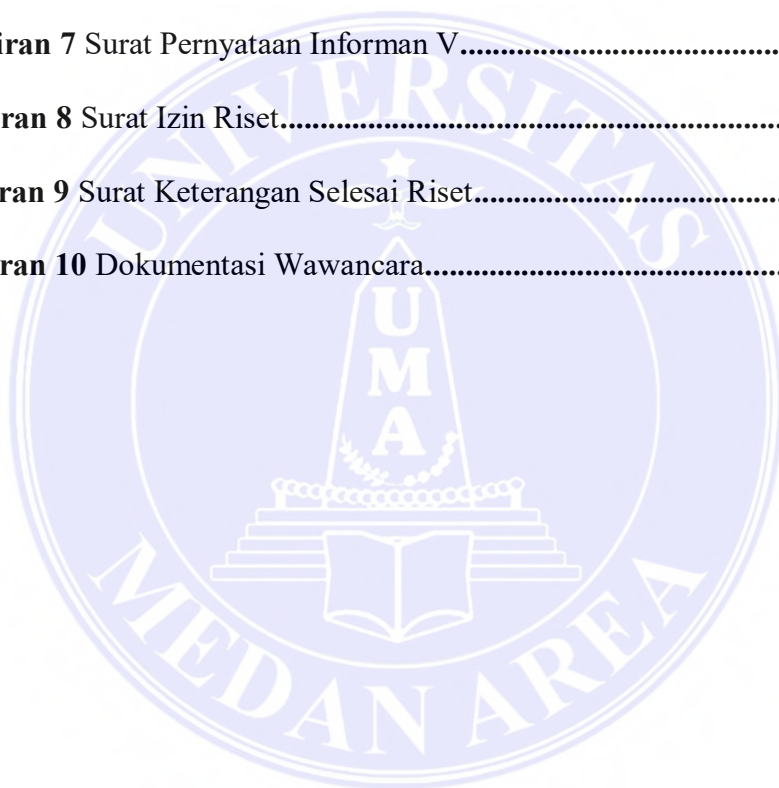 iran 7 Surat Pernyataan Informan V........................................
ran 8 Surat Izin Riset...............................................................
ran 9 Surat Keterangan Selesai Riset......................................
ran 10 Dokumentasi Wawancara............................................
UNIVERSITAS
U
M
A
MEDAN AREA